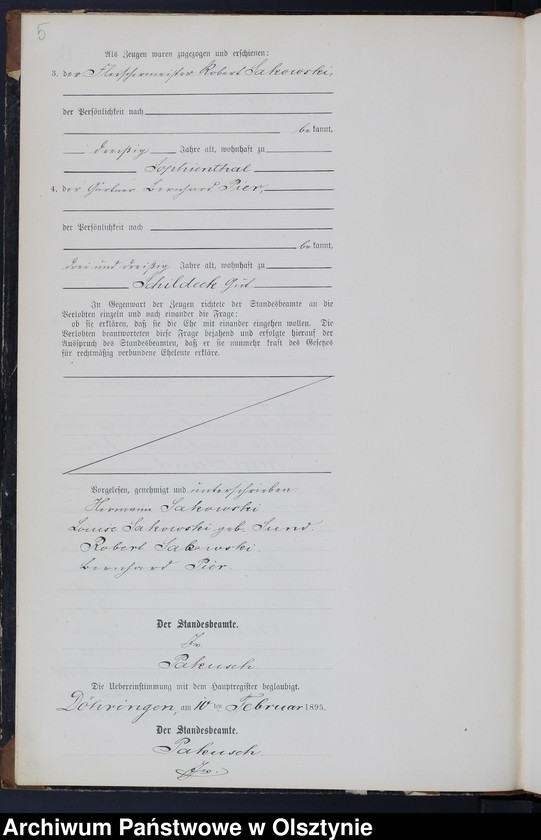 5
Als Zeugen waren zugezogen und erschienen:
3. der Fleischermeister Robert Sakowski,
der Persönlichkeit nach
bekannt,
dreißig Jahre alt, wohnhaft zu
Sophienthal
4. der Gärtner Bernhard Pier,
der Persönlichkeit nach
bekannt,
drei und dreißig Jahre alt, wohnhaft zu
Schildeck Gut
In Gegenwart der Zeugen richtete der Standesbeamte an die
Verlobten einzeln und nach einander die Frage:
ob sie erklären, daß sie die Ehe mit einander eingehen wollen. Die
Verlobten beantworteten diese Frage bejahend und erfolgte hierauf der
Ausspruch des Standesbeamten, daß er sie nunmehr kraft des Gesetzes
für rechtmäßig verbundene Eheleute erkläre.
Vorgelesen, genehmigt und unterschrieben
Hermann Sakowski.
Louise Sakowski geb. Sund.
Robert Sakowski.
Bernhard Pier
Der Standesbeamte.
Pakusch
Die Uebereinstimmung mit dem Hauptregister beglaubigt.
Döhringen, am 10 ten Februar 1895.
Der Standesbeamte.
Pakusch.
Archiwum Państwowe w Olsztynie